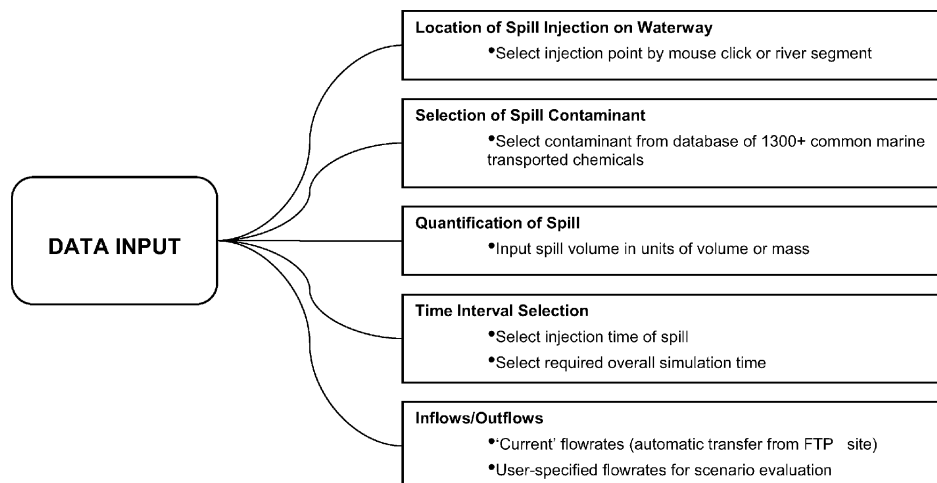 Location of Spill Injection on Waterway
•Select injection point by mouse click or river segment
Selection of Spill Contaminant
•Select contaminant from database of 1300+ common marine
transported chemicals
DATA INPUT
Quantification of Spill
•Input spill volume in units of volume or mass
Time Interval Selection
•Select injection time of spill
•Select required overall simulation time
Inflows/Outflows
•‘Current’ flowrates (automatic transfer from FTP site)
•User-specified flowrates for scenario evaluation